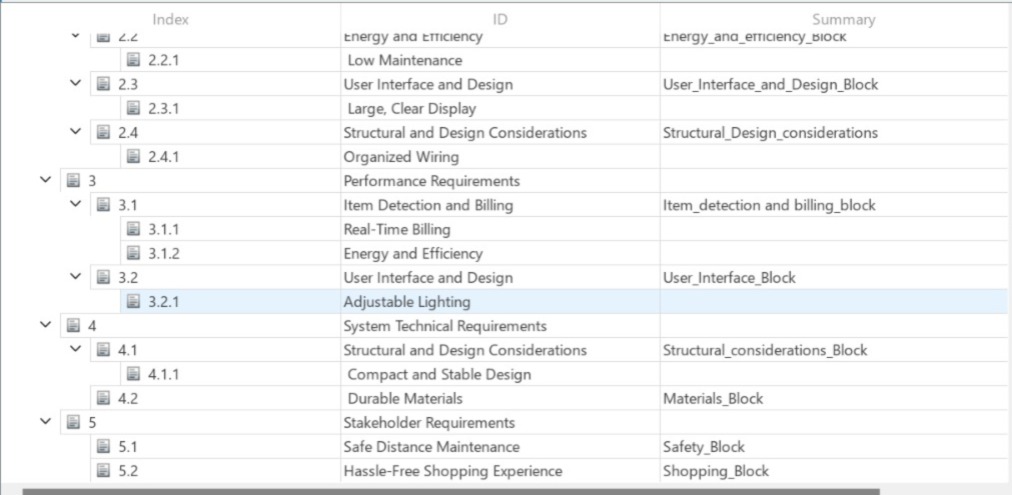 Index ID Summary
2.2 Energy and Efficiency Energy_and_efficiency_Block
2.2.1 Low Maintenance
2.3 User Interface and Design User_Interface_and_Design_Block
2.3.1 Large, Clear Display
2.4 Structural and Design Considerations Structural_Design_considerations
2.4.1 Organized Wiring
3 Performance Requirements
3.1 Item Detection and Billing Item_detection and billing_block
3.1.1 Real-Time Billing
3.1.2 Energy and Efficiency
3.2 User Interface and Design User_Interface_Block
3.2.1 Adjustable Lighting
4 System Technical Requirements
4.1 Structural and Design Considerations Structural_considerations_Block
4.1.1 Compact and Stable Design
4.2 Durable Materials Materials_Block
5 Stakeholder Requirements
5.1 Safe Distance Maintenance Safety_Block
5.2 Hassle-Free Shopping Experience Shopping_Block